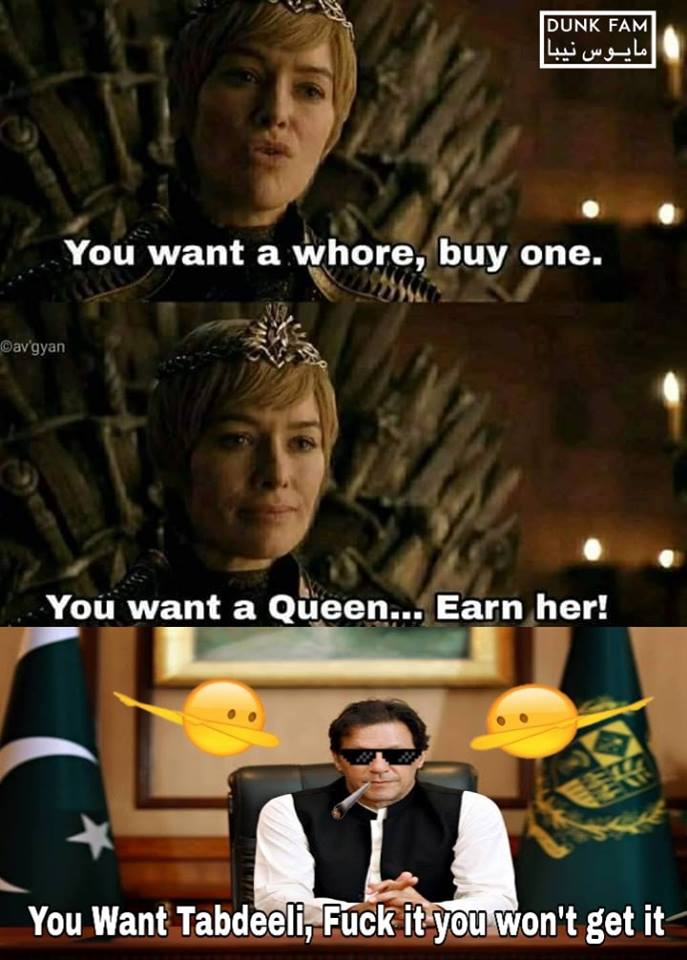 DUNK FAM
مایوس نیبا
You want a whore, buy one.
©av'gyan
You want a Queen... Earn her!
You Want Tabdeeli, Fuck it you won't get it